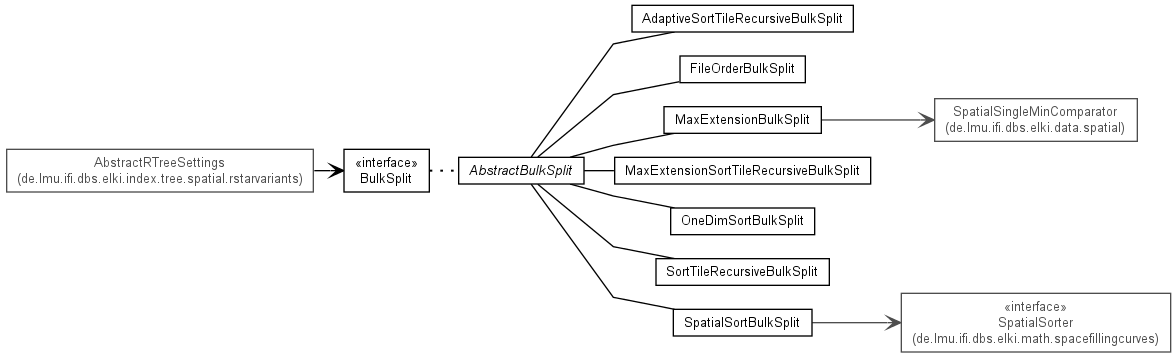 AdaptiveSortTileRecursiveBulkSplit
FileOrderBulkSplit
MaxExtensionBulkSplit
SpatialSingleMinComparator
(de.lmu.ifi.dbs.elki.data.spatial)
AbstractRTreeSettings
(de.lmu.ifi.dbs.elki.index.tree.spatial.rstarvariants)
«interface»
BulkSplit
AbstractBulkSplit
MaxExtensionSortTileRecursiveBulkSplit
OneDimSortBulkSplit
SortTileRecursiveBulkSplit
SpatialSortBulkSplit
«interface»
SpatialSorter
(de.lmu.ifi.dbs.elki.math.spacefillingcurves)